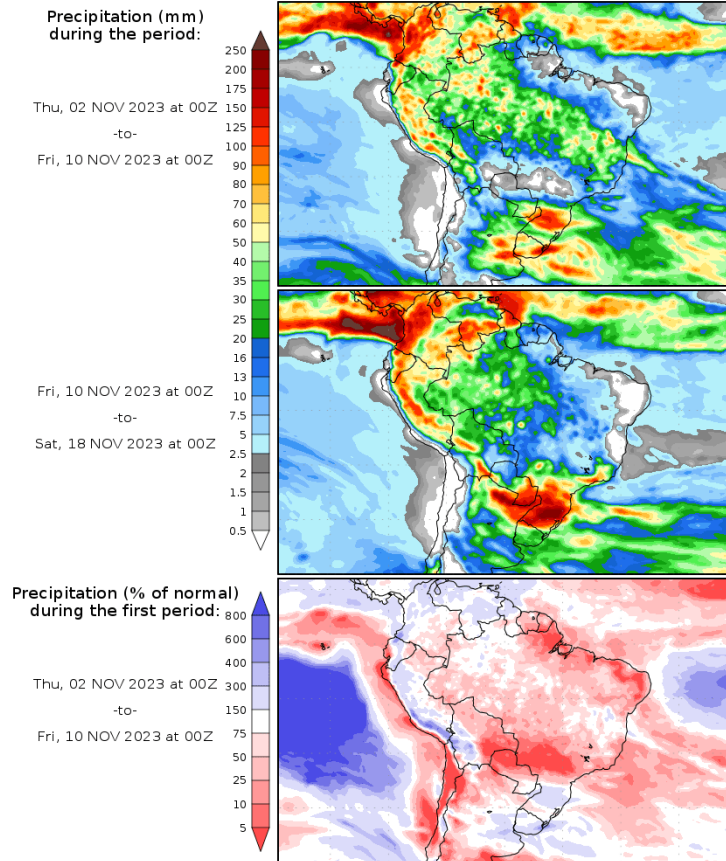 Precipitation (mm)
during the period:
Thu, 02 NOV 2023 at 00Z
-to-
Fri, 10 NOV 2023 at 00Z
250
200
175
150
125
100
90
80
70
60
50
40
35
30
25
20
16
13
10
7.5
5
2.5
2
1.5
1
0.5
Fri, 10 NOV 2023 at 00Z
-to-
Sat, 18 NOV 2023 at 00Z
Precipitation (% of normal)
during the first period:
Thu, 02 NOV 2023 at 00Z
-to-
Fri, 10 NOV 2023 at 00Z
800
600
400
300
150
75
50
25
10
5